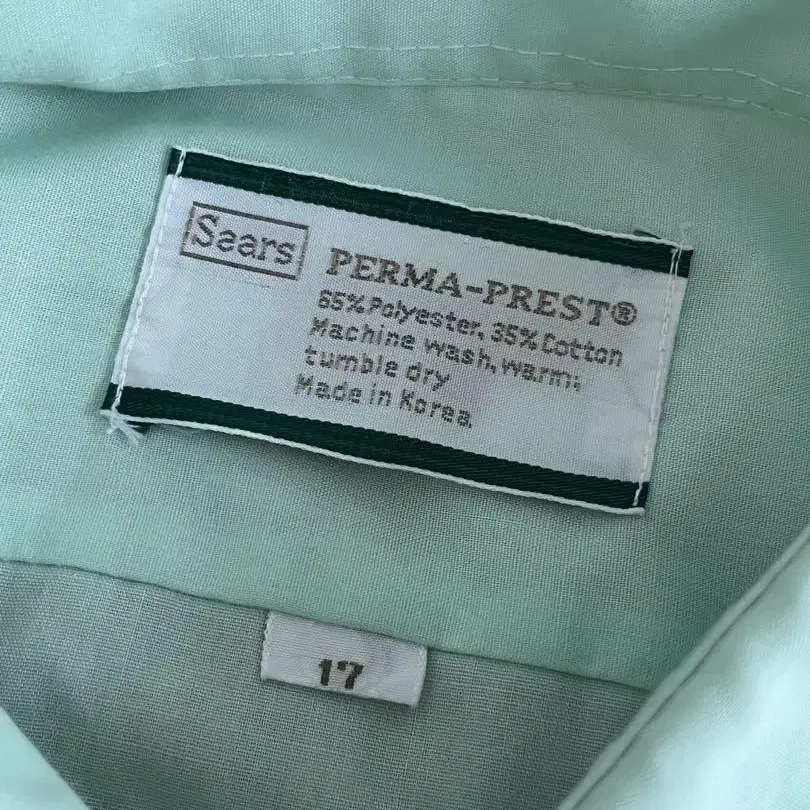 Sears
PERMA-PREST®
65% Polyester, 35% Cotton
Machine wash, warm;
tumble dry
Made in Korea
17